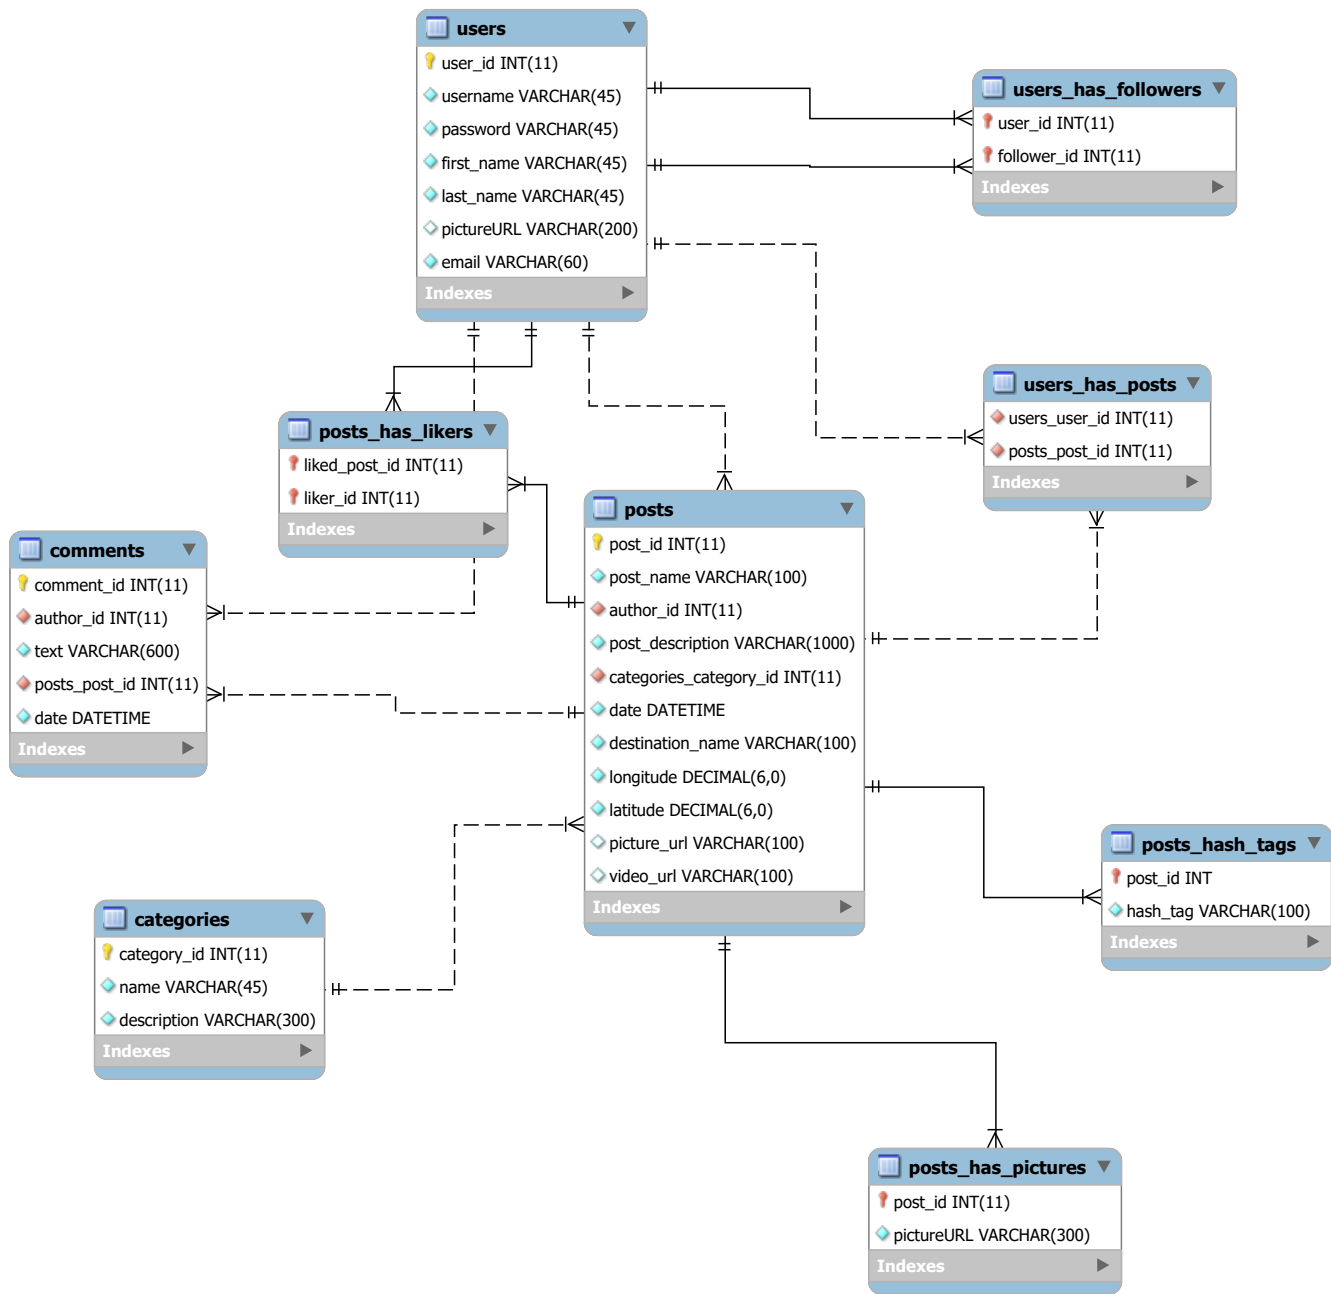 users
user_id INT(11)
username VARCHAR(45)
password VARCHAR(45)
first_name VARCHAR(45)
last_name VARCHAR(45)
pictureURL VARCHAR(200)
email VARCHAR(60)
Indexes
users_has_followers
user_id INT(11)
follower_id INT(11)
Indexes
users_has_posts
users_user_id INT(11)
posts_post_id INT(11)
Indexes
posts_has_likers
liked_post_id INT(11)
liker_id INT(11)
Indexes
posts
post_id INT(11)
post_name VARCHAR(100)
author_id INT(11)
post_description VARCHAR(1000)
categories_category_id INT(11)
date DATETIME
destination_name VARCHAR(100)
longitude DECIMAL(6,0)
latitude DECIMAL(6,0)
picture_url VARCHAR(100)
video_url VARCHAR(100)
Indexes
comments
comment_id INT(11)
author_id INT(11)
text VARCHAR(600)
posts_post_id INT(11)
date DATETIME
Indexes
posts_hash_tags
post_id INT
hash_tag VARCHAR(100)
Indexes
categories
category_id INT(11)
name VARCHAR(45)
description VARCHAR(300)
Indexes
posts_has_pictures
post_id INT(11)
pictureURL VARCHAR(300)
Indexes